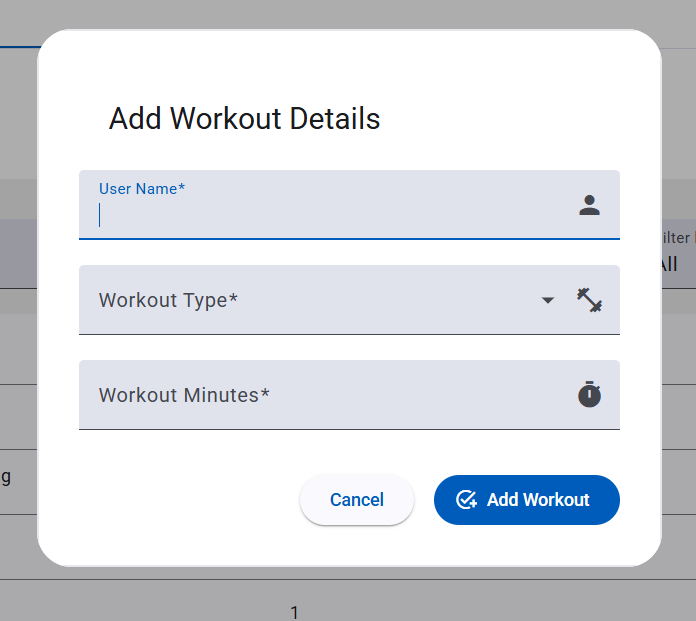 Add Workout Details
User Name*
ilter
All
Workout Type*
Workout Minutes*
g
Cancel
Add Workout
1